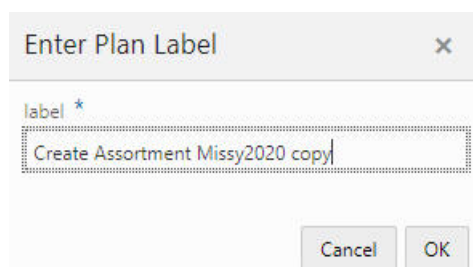 Enter Plan Label ×
label *
Create Assortment Missy2020 copy
Cancel OK